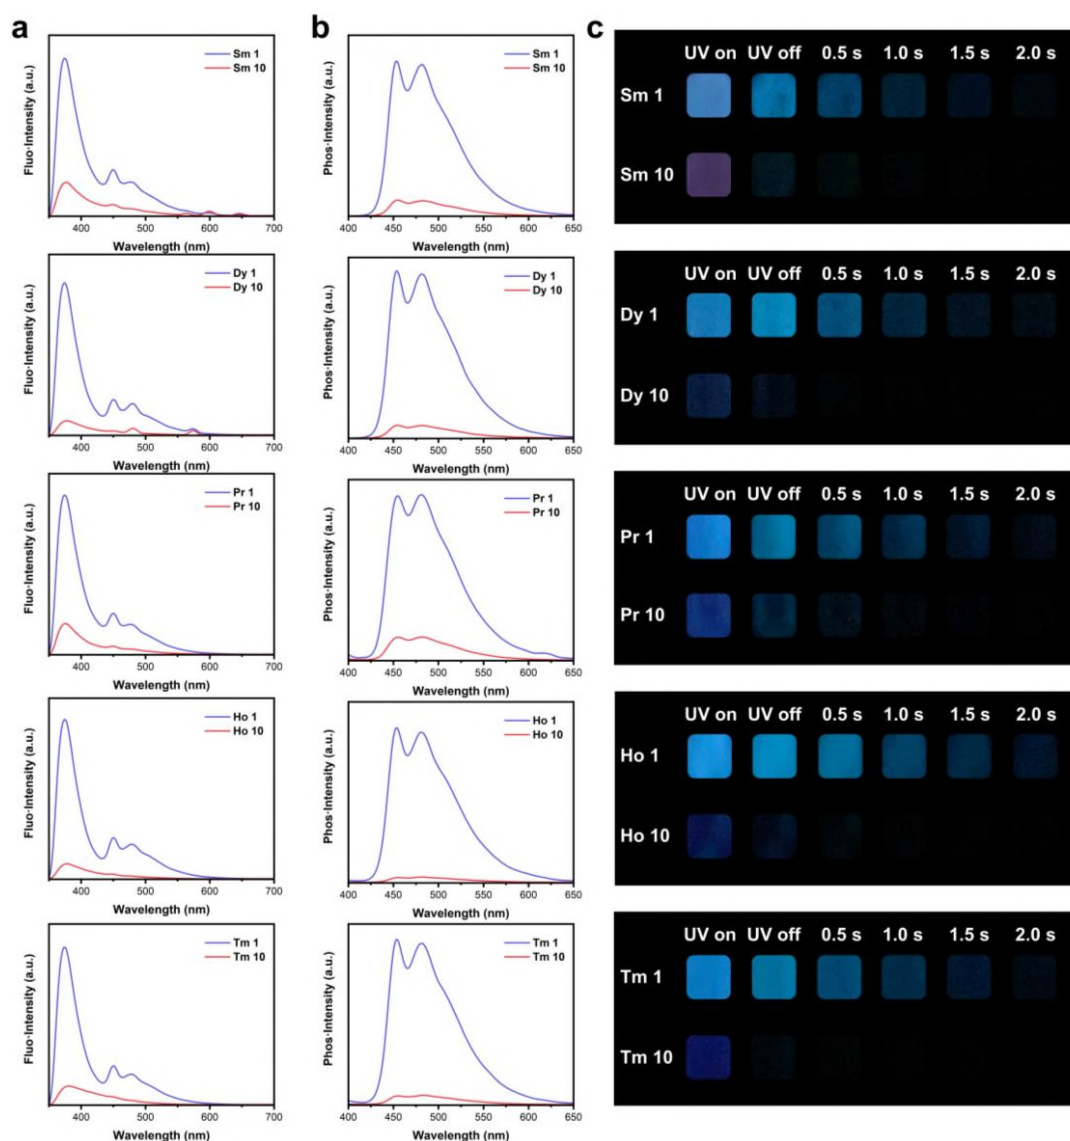 a
b
c
Fluo·Intensity (a.u.)
Sm 1
Sm 10
Wavelength (nm)
Phos·Intensity (a.u.)
Sm 1
Sm 10
400 450 500 550 600 650
Wavelength (nm)
UV on UV off 0.5 s 1.0 s 1.5 s 2.0 s
Sm 1
Sm 10
Fluo·Intensity (a.u.)
Dy 1
Dy 10
400 500 600 700
Wavelength (nm)
Phos·Intensity (a.u.)
Dy 1
Dy 10
400 450 500 550 600 650
Wavelength (nm)
UV on UV off 0.5 s 1.0 s 1.5 s 2.0 s
Dy 1
Dy 10
Fluo·Intensity (a.u.)
Pr 1
Pr 10
400 500 600 700
Wavelength (nm)
Phos·Intensity (a.u.)
Pr 1
Pr 10
400 450 500 550 600 650
Wavelength (nm)
UV on UV off 0.5 s 1.0 s 1.5 s 2.0 s
Pr 1
Pr 10
Fluo·Intensity (a.u.)
Ho 1
Ho 10
400 500 600 700
Wavelength (nm)
Phos·Intensity (a.u.)
Ho 1
Ho 10
400 450 500 550 600 650
Wavelength (nm)
UV on UV off 0.5 s 1.0 s 1.5 s 2.0 s
Ho 1
Ho 10
Fluo·Intensity (a.u.)
Tm 1
Tm 10
400 500 600 700
Wavelength (nm)
Phos·Intensity (a.u.)
Tm 1
Tm 10
400 450 500 550 600 650
Wavelength (nm)
UV on UV off 0.5 s 1.0 s 1.5 s 2.0 s
Tm 1
Tm 10